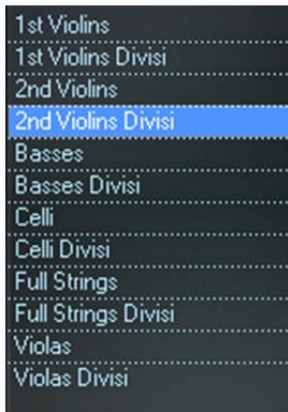 1st Violins
1st Violins Divisi
2nd Violins
2nd Violins Divisi
Basses
Basses Divisi
Celli
Celli Divisi
Full Strings
Full Strings Divisi
Violas
Violas Divisi